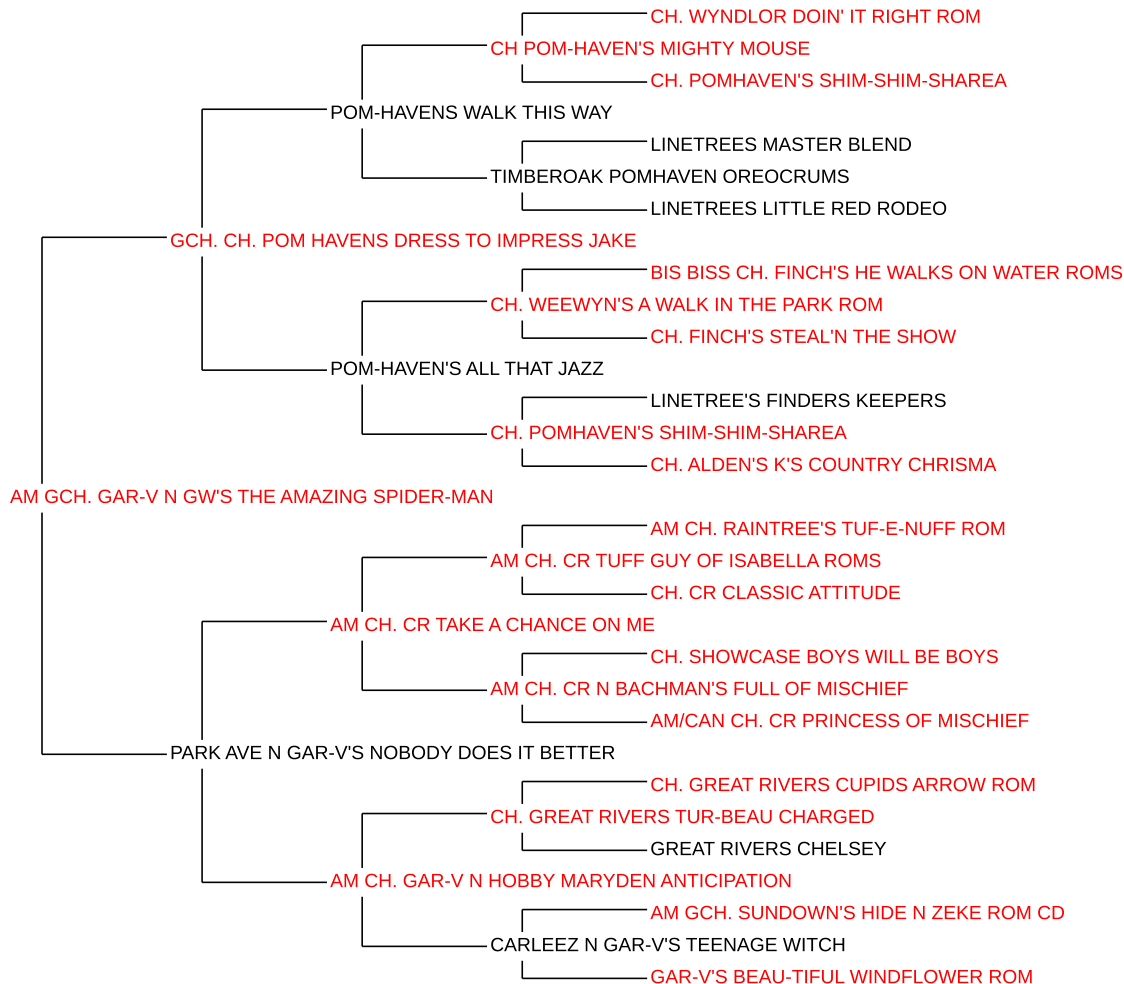 CH. WYNDLOR DOIN' IT RIGHT ROM
CH POM-HAVEN'S MIGHTY MOUSE
CH. POMHAVEN'S SHIM-SHIM-SHAREA
POM-HAVENS WALK THIS WAY
LINETREES MASTER BLEND
TIMBEROAK POMHAVEN OREOCRUMS
LINETREES LITTLE RED RODEO
GCH. CH. POM HAVENS DRESS TO IMPRESS JAKE
BIS BISS CH. FINCH'S HE WALKS ON WATER ROMS
CH. WEEWYN'S A WALK IN THE PARK ROM
CH. FINCH'S STEAL'N THE SHOW
POM-HAVEN'S ALL THAT JAZZ
LINETREE'S FINDERS KEEPERS
CH. POMHAVEN'S SHIM-SHIM-SHAREA
CH. ALDEN'S K'S COUNTRY CHRISMA
AM GCH. GAR-V N GW'S THE AMAZING SPIDER-MAN
AM CH. RAINTREE'S TUF-E-NUFF ROM
AM CH. CR TUFF GUY OF ISABELLA ROMS
CH. CR CLASSIC ATTITUDE
AM CH. CR TAKE A CHANCE ON ME
CH. SHOWCASE BOYS WILL BE BOYS
AM CH. CR N BACHMAN'S FULL OF MISCHIEF
AM/CAN CH. CR PRINCESS OF MISCHIEF
PARK AVE N GAR-V'S NOBODY DOES IT BETTER
CH. GREAT RIVERS CUPIDS ARROW ROM
CH. GREAT RIVERS TUR-BEAU CHARGED
GREAT RIVERS CHELSEY
AM CH. GAR-V N HOBBY MARYDEN ANTICIPATION
AM GCH. SUNDOWN'S HIDE N ZEKE ROM CD
CARLEEZ N GAR-V'S TEENAGE WITCH
GAR-V'S BEAU-TIFUL WINDFLOWER ROM